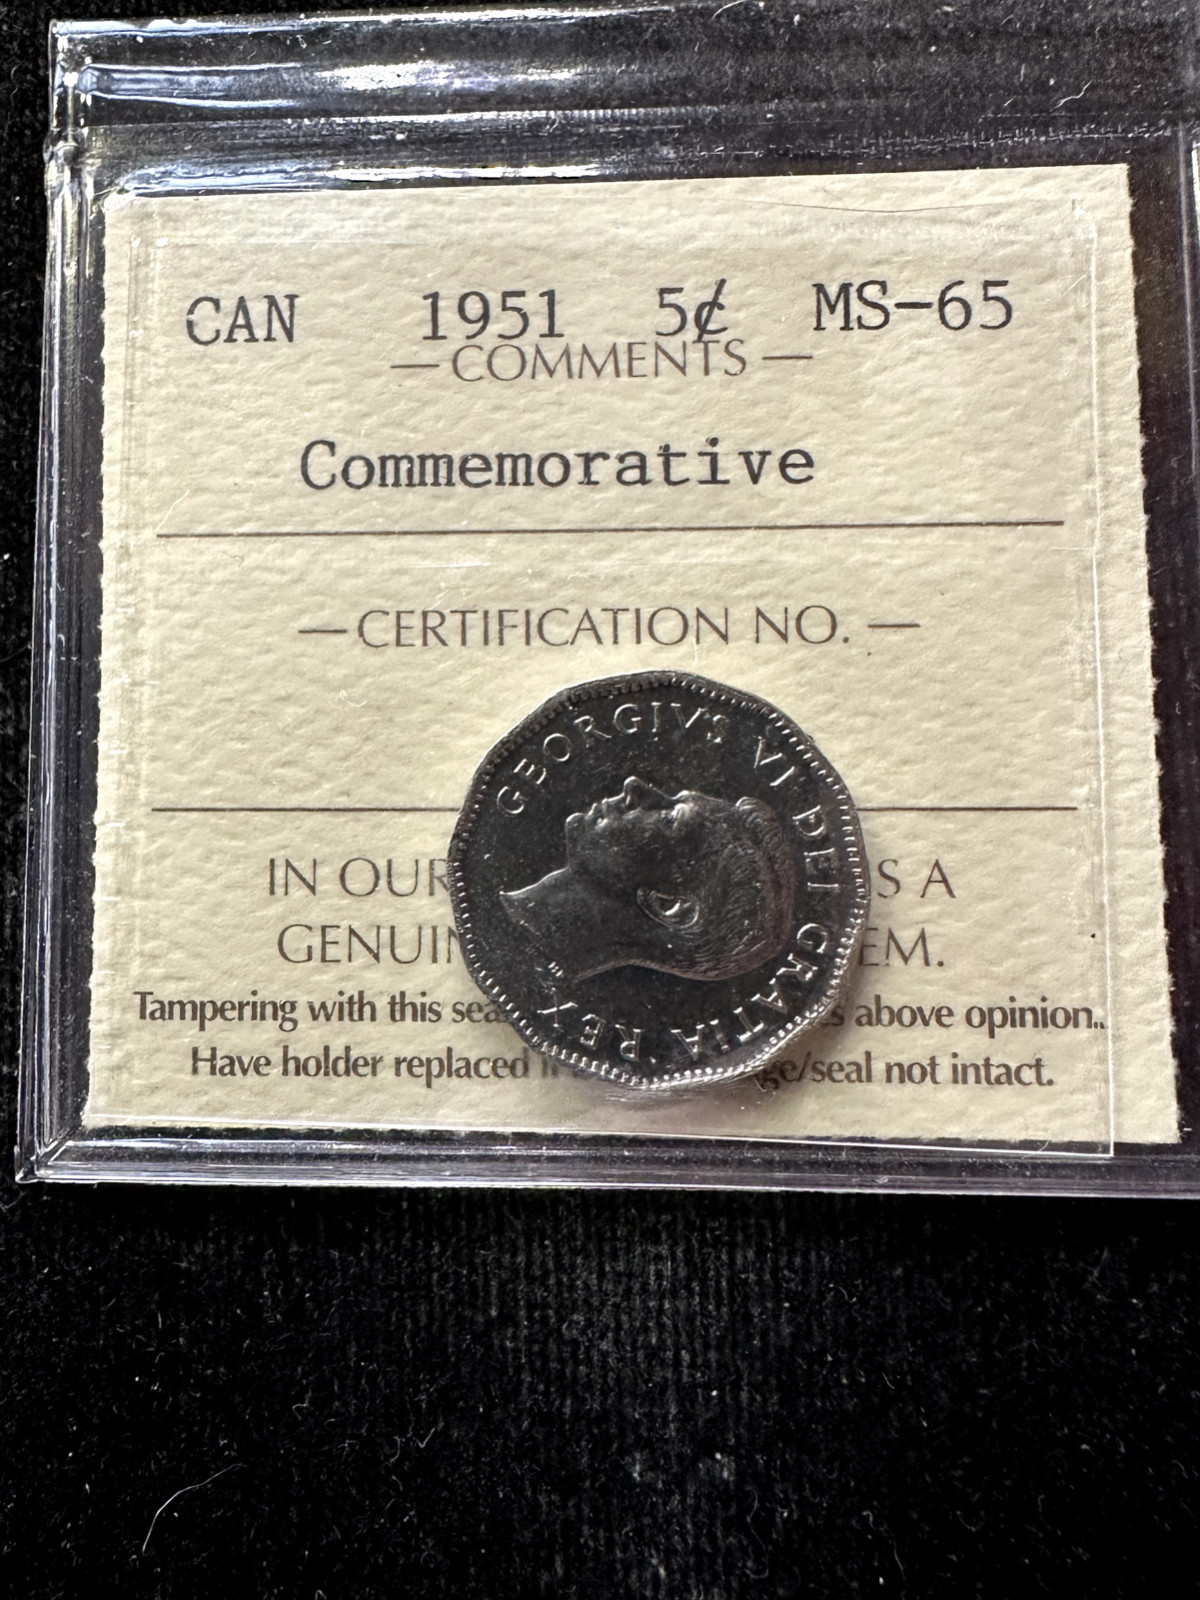 CAN 1951 5¢ MS-65
— COMMENTS —
Commemorative
— CERTIFICATION NO. —
GEORGIVS VI DEI GRATIA REX
IN OUR S A
GENUIN EM.
Tampering with this sea s above opinion..
Have holder replaced ge/seal not intact.